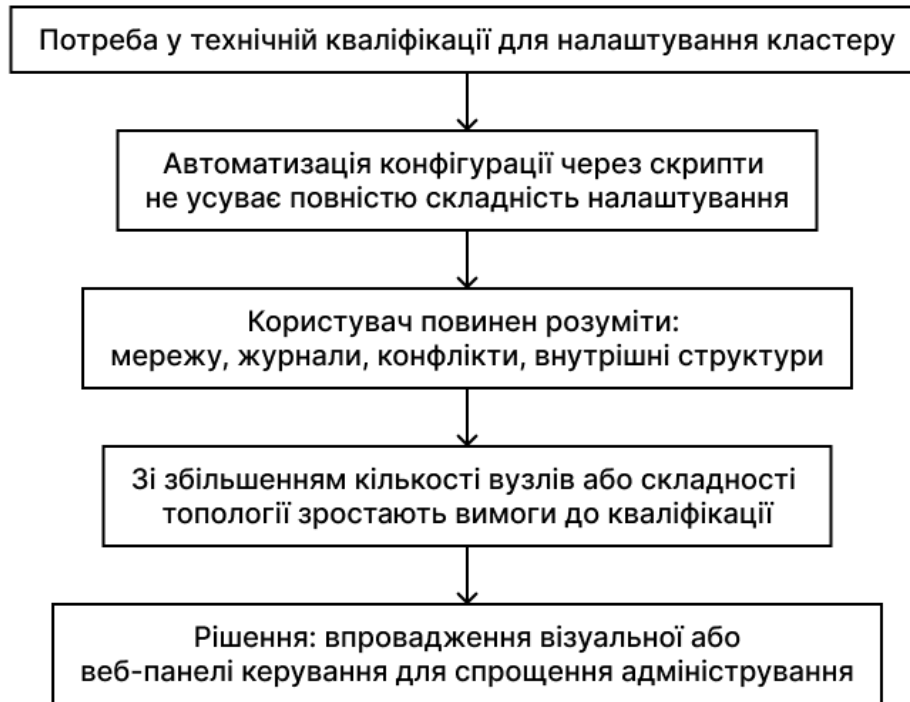 Потреба у технічній кваліфікації для налаштування кластеру
Автоматизація конфігурації через скрипти
не усуває повністю складність налаштування
Користувач повинен розуміти:
мережу, журнали, конфлікти, внутрішні структури
Зі збільшенням кількості вузлів або складності
топології зростають вимоги до кваліфікації
Рішення: впровадження візуальної або
веб-панелі керування для спрощення адміністрування